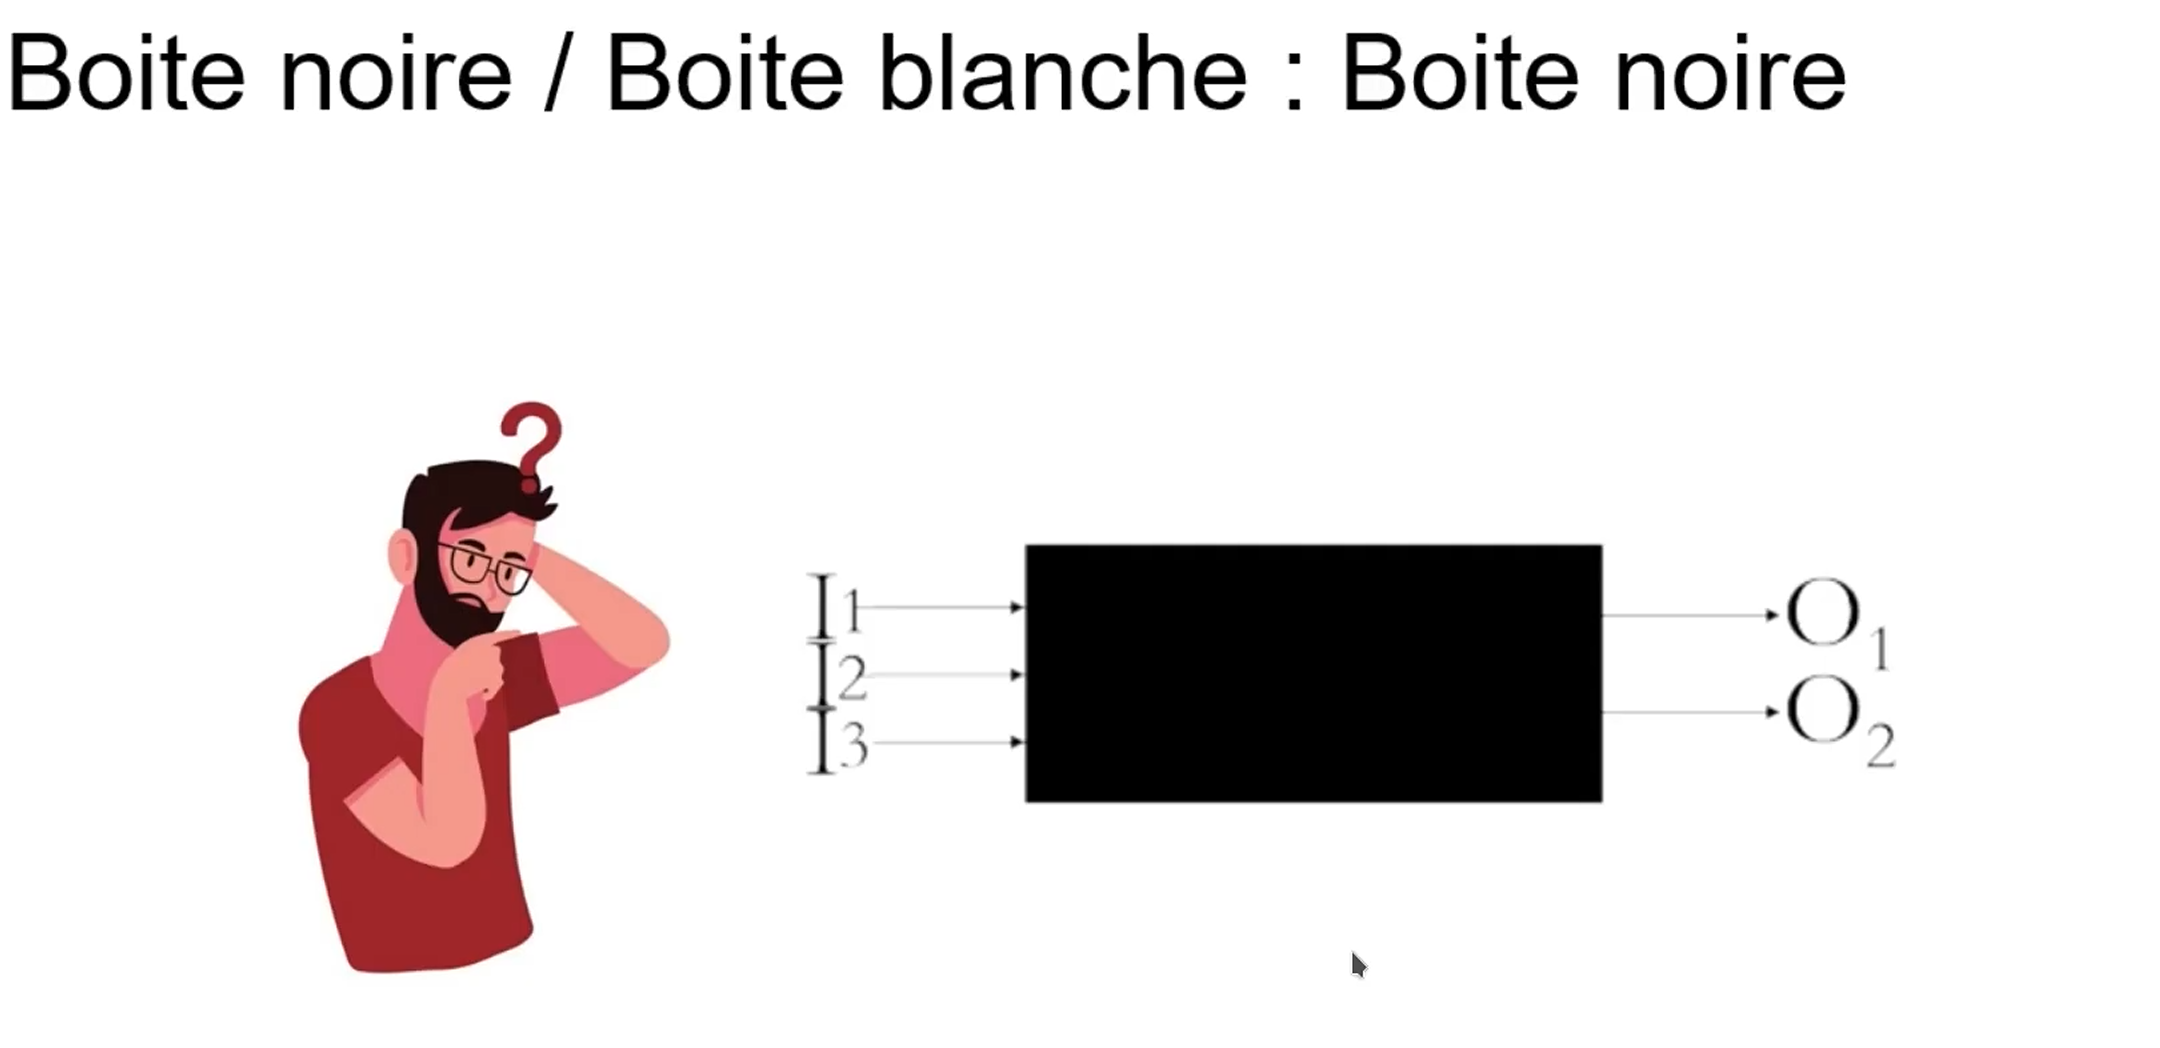 Boite noire / Boite blanche : Boite noire
?
I1
I2
I3
O1
O2